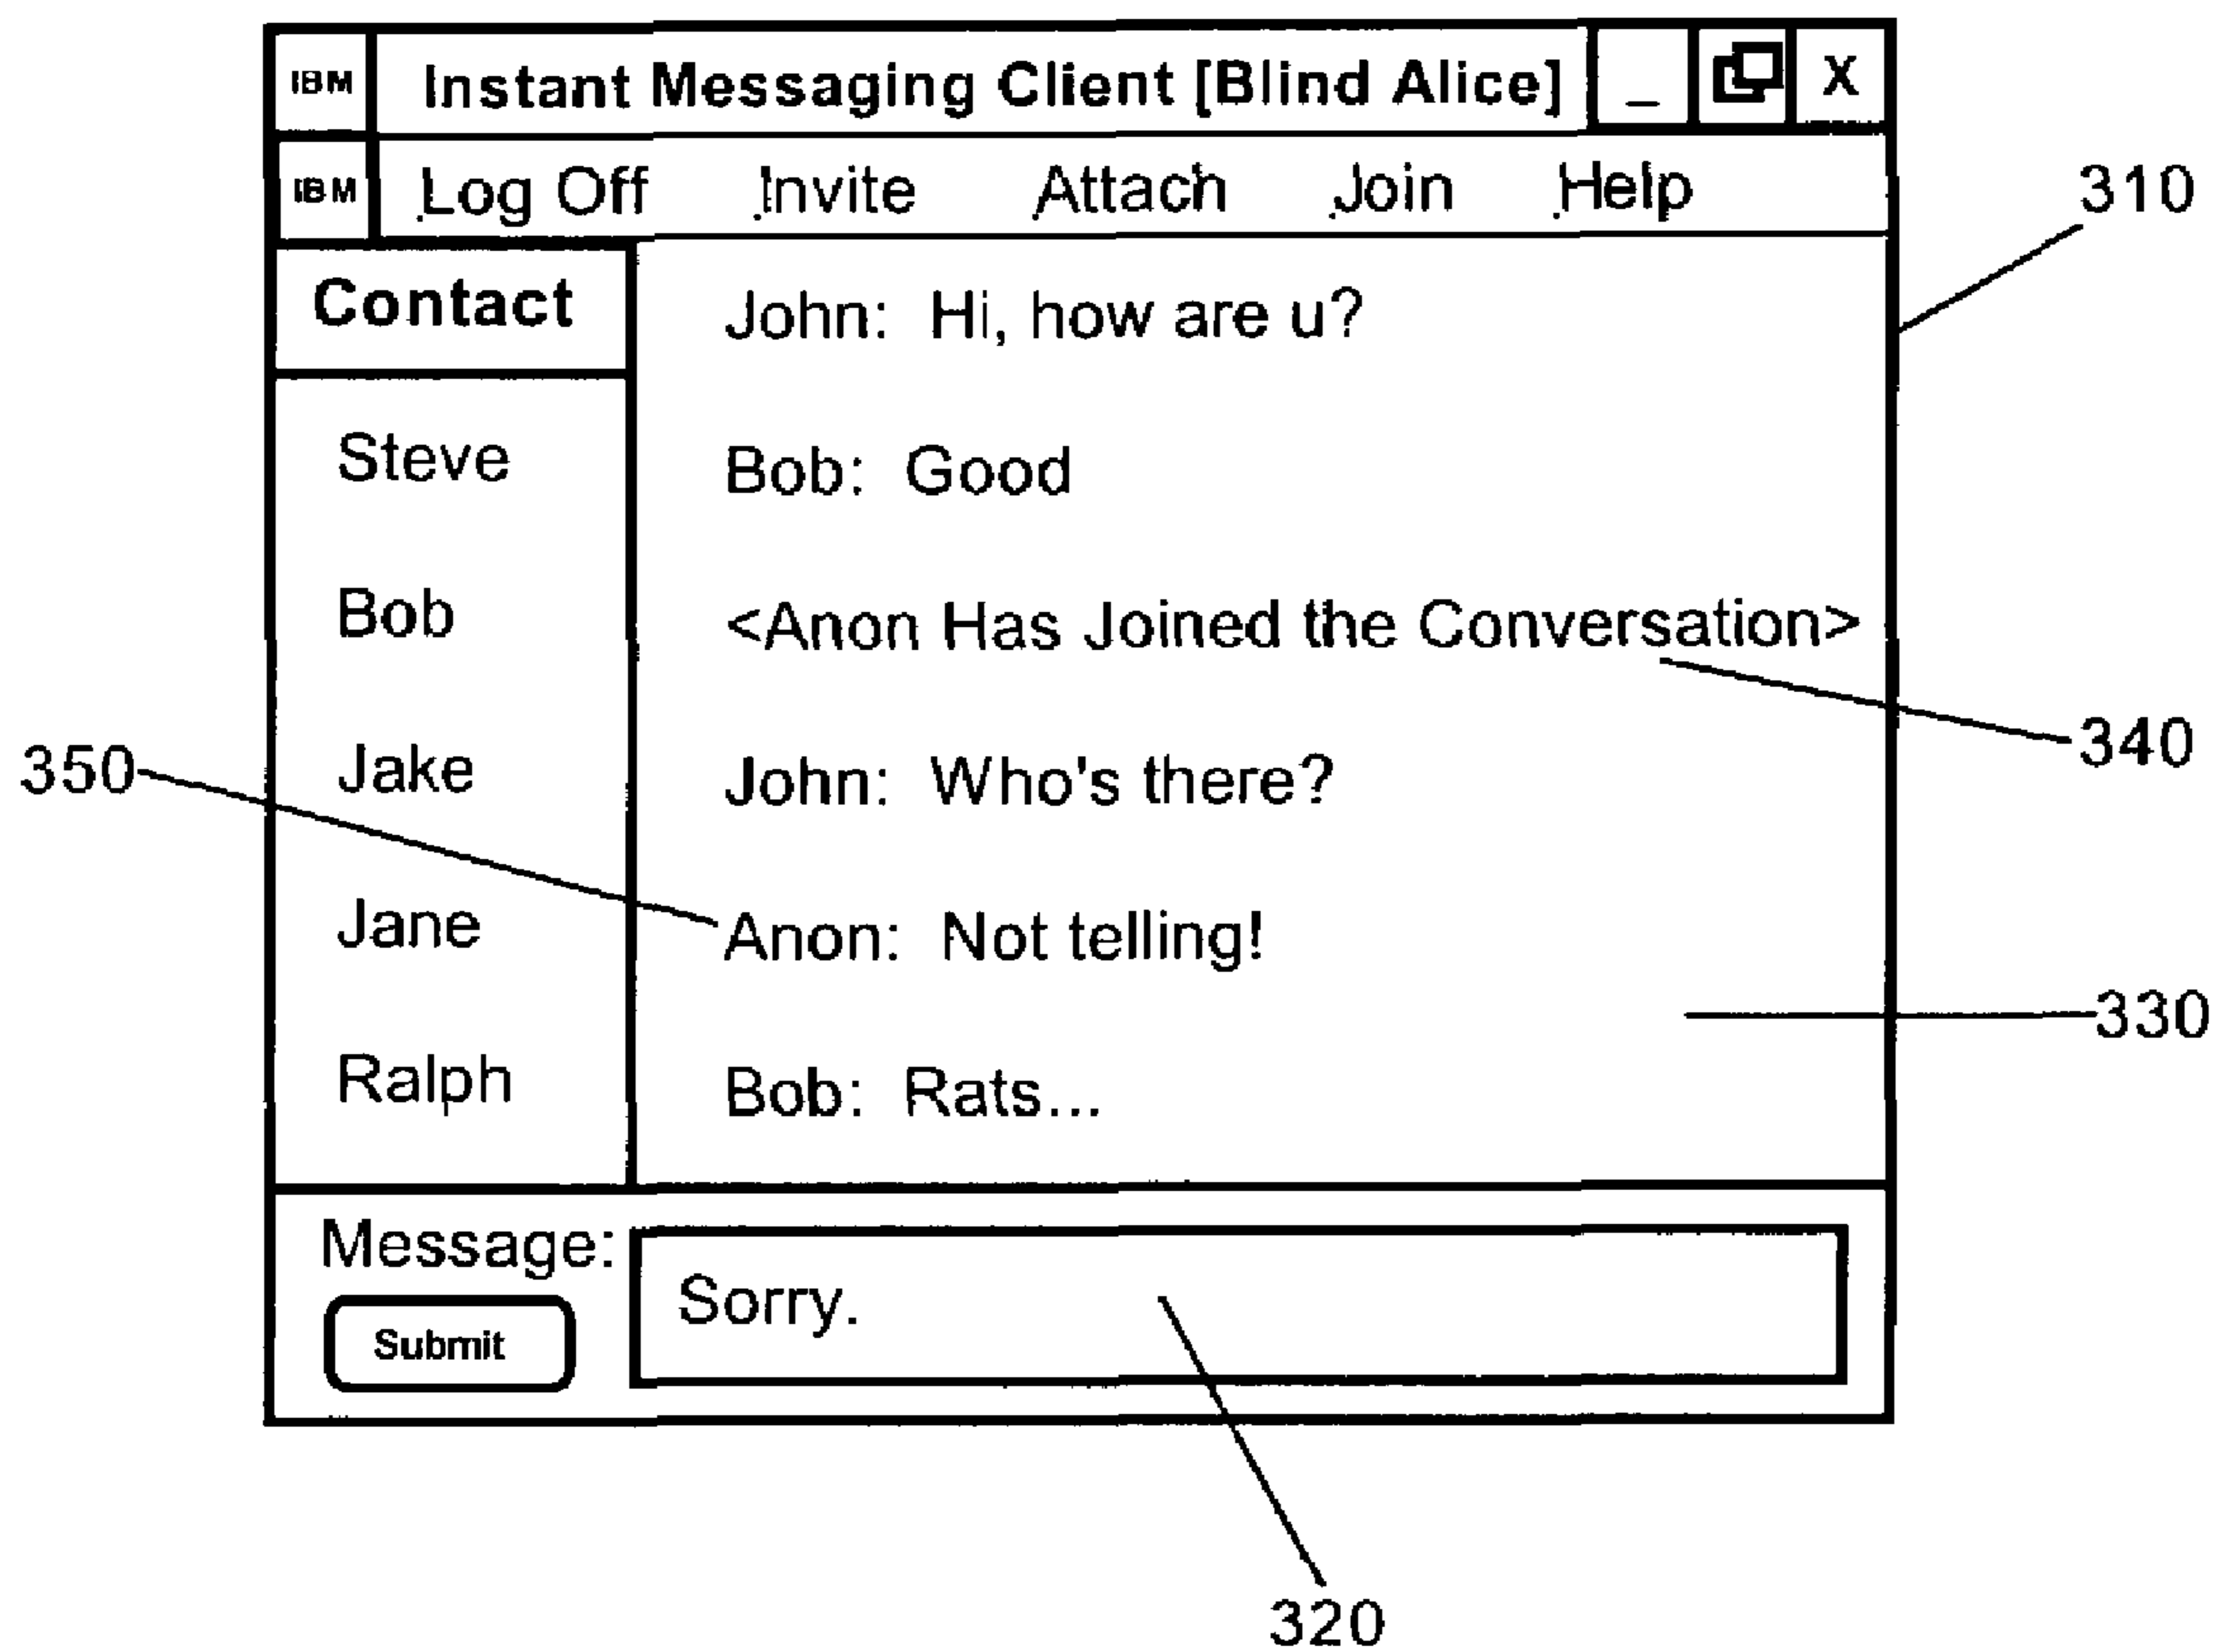 IBM Instant Messaging Client [Blind Alice] _ X
IBM Log Off Invite Attach Join Help
310
Contact
Steve
Bob
Jake
Jane
Ralph
John: Hi, how are u?
Bob: Good
<Anon Has Joined the Conversation>
340
John: Who's there?
350
Anon: Not telling!
330
Bob: Rats...
Message:
Sorry.
Submit
320